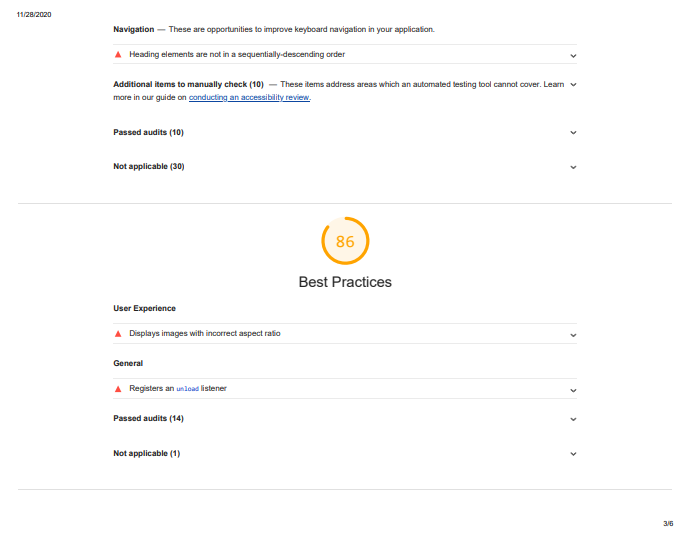 11/28/2020
Navigation — These are opportunities to improve keyboard navigation in your application.
Heading elements are not in a sequentially-descending order
Additional items to manually check (10) — These items address areas which an automated testing tool cannot cover. Learn
more in our guide on conducting an accessibility review.
Passed audits (10)
Not applicable (30)
86
Best Practices
User Experience
Displays images with incorrect aspect ratio
General
Registers an unload listener
Passed audits (14)
Not applicable (1)
3/6